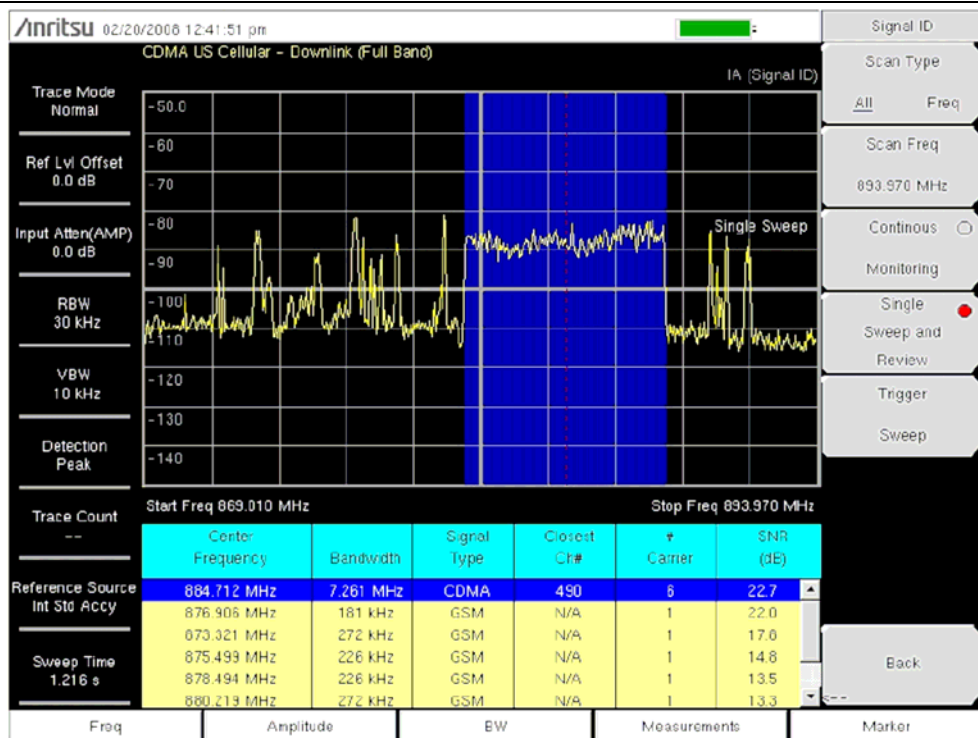 Anritsu 02/20/2008 12:41:51 pm
Signal ID
CDMA US Cellular - Downlink (Full Band)
IA (Signal ID)
Trace Mode
Normal
Ref Lvl Offset
0.0 dB
Input Atten(AMP)
0.0 dB
RBW
30 kHz
VBW
10 kHz
Detection
Peak
Trace Count
--
Reference Source
Int Std Accy
Sweep Time
1.216 s
-50.0
-60
-70
-80
-90
-100
-110
-120
-130
-140
Single Sweep
Start Freq 869.010 MHz
Stop Freq 893.970 MHz
Center Frequency Bandwidth Signal Type Closest Ch# # Carrier SNR (dB)
884.712 MHz 7.261 MHz CDMA 490 6 22.7
876.906 MHz 181 kHz GSM N/A 1 22.0
873.321 MHz 272 kHz GSM N/A 1 17.8
875.499 MHz 226 kHz GSM N/A 1 14.8
878.494 MHz 226 kHz GSM N/A 1 13.5
880.219 MHz 272 kHz GSM N/A 1 13.3
Scan Type
All Freq
Scan Freq
893.970 MHz
Continous
Monitoring
Single
Sweep and
Review
Trigger
Sweep
Back
<--
Freq Amplitude BW Measurements Marker